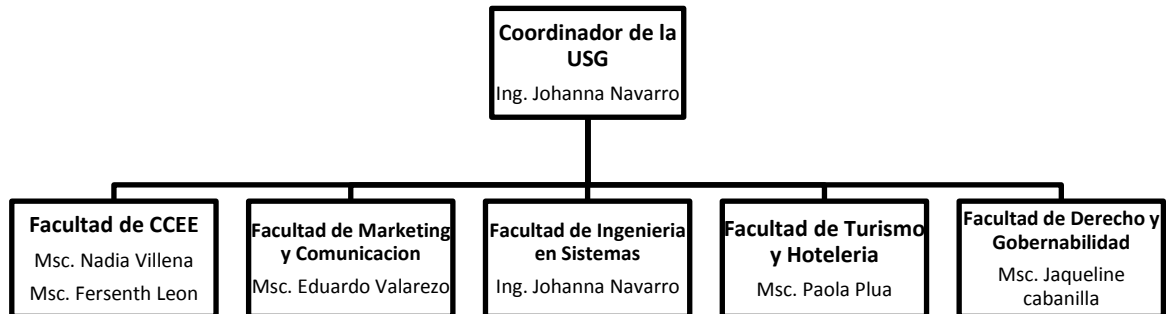 Coordinador de la
USG
Ing. Johanna Navarro
Facultad de CCEE
Msc. Nadia Villena
Msc. Fersenth Leon
Facultad de Marketing
y Comunicacion
Msc. Eduardo Valarezo
Facultad de Ingenieria
en Sistemas
Ing. Johanna Navarro
Facultad de Turismo
y Hoteleria
Msc. Paola Plua
Facultad de Derecho y
Gobernabilidad
Msc. Jaqueline
cabanilla